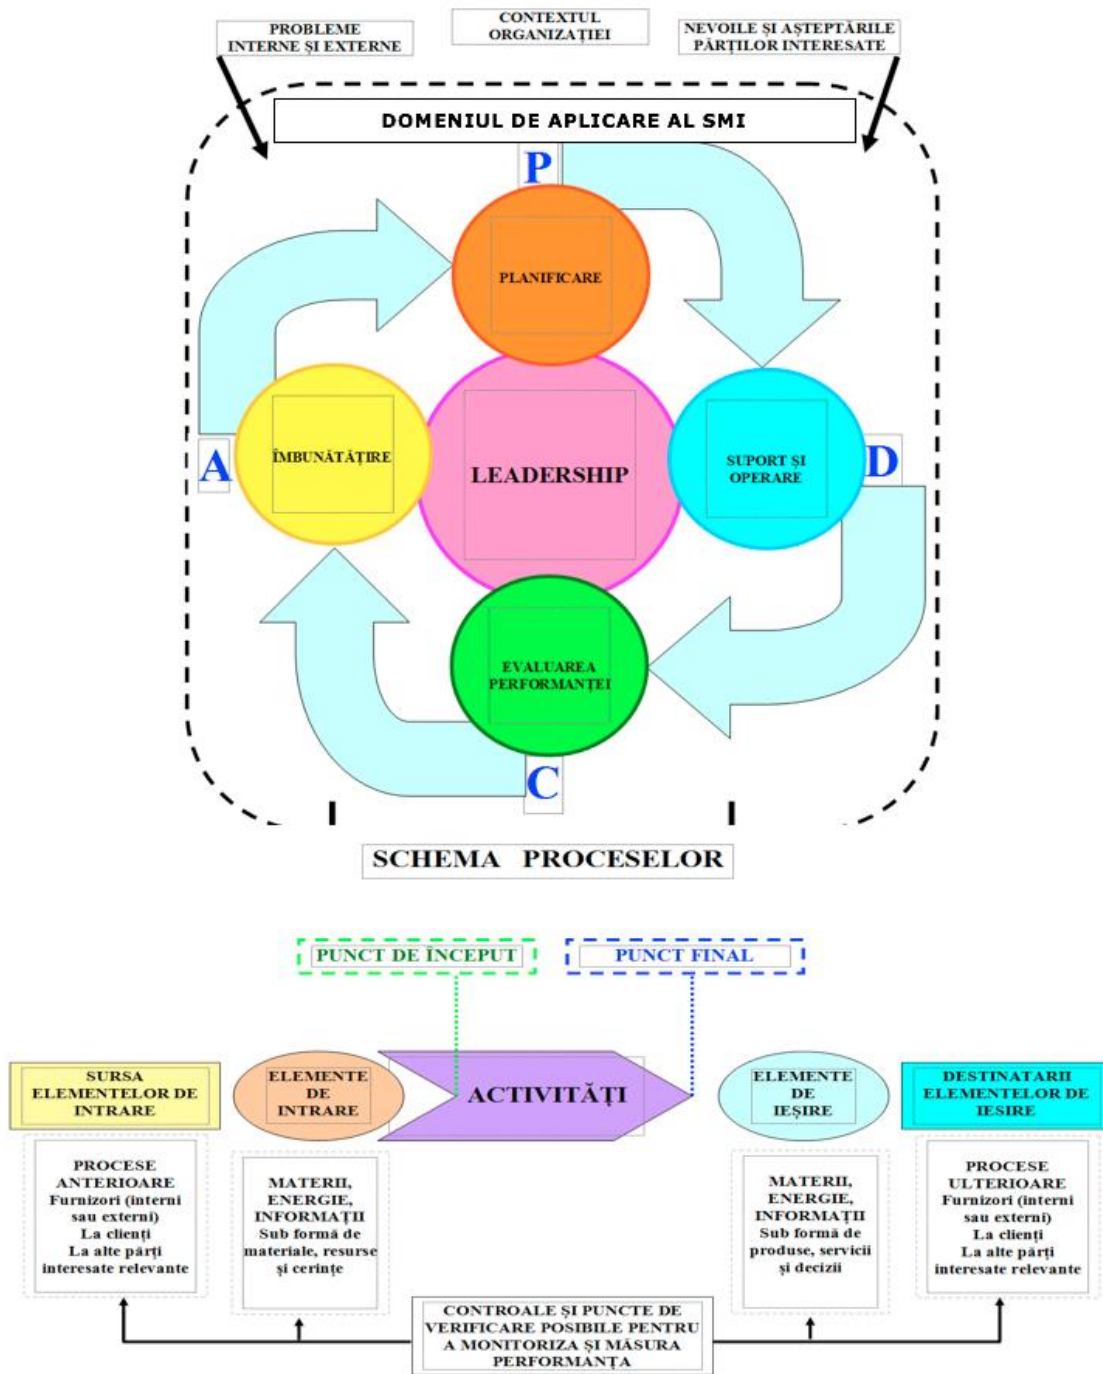 PROBLEME
INTERNE ȘI EXTERNE
CONTEXTUL
ORGANIZAȚIEI
NEVOILE ȘI AȘTEPTĂRILE
PĂRȚILOR INTERESATE
DOMENIUL DE APLICARE AL SMI
P
PLANIFICARE
A
ÎMBUNĂTĂȚIRE
LEADERSHIP
SUPORT ȘI
OPERARE
D
EVALUAREA
PERFORMANȚEI
C
SCHEMA PROCESELOR
PUNCT DE ÎNCEPUT
PUNCT FINAL
SURSA
ELEMENTELOR DE
INTRARE
ELEMENTE
DE
INTRARE
ACTIVITĂȚI
ELEMENTE
DE
IEȘIRE
DESTINATARII
ELEMENTELOR DE
IESIRE
PROCESE
ANTERIOARE
Furnizori (interni
sau externi)
La clienți
La alte părți
interesate relevante
MATERII,
ENERGIE,
INFORMAȚII
Sub formă de
materiale, resurse
și cerințe
MATERII,
ENERGIE,
INFORMAȚII
Sub formă de
produse, servicii
și decizii
PROCESE
ULTERIOARE
Furnizori (interni
sau externi)
La clienți
La alte părți
interesate relevante
CONTROALE ȘI PUNCTE DE
VERIFICARE POSIBILE PENTRU
A MONITORIZA ȘI MĂSURA
PERFORMANȚA